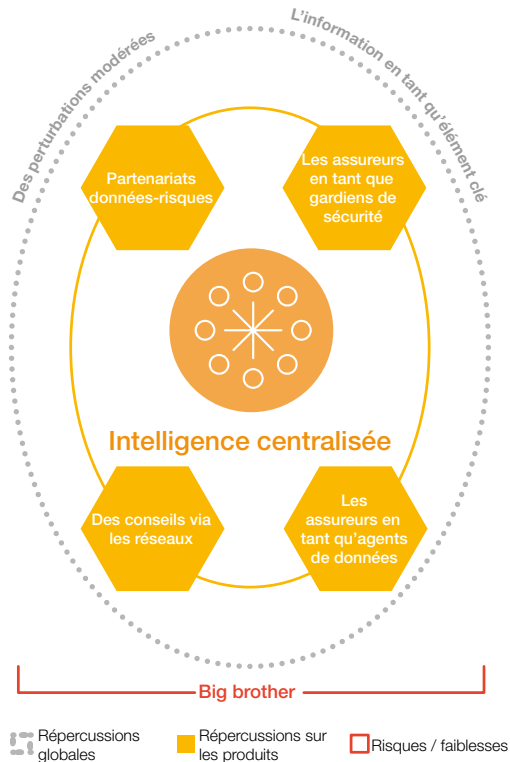 Des perturbations modérées
L'information en tant qu'élément clé
Partenariats
données-risques
Les assureurs
en tant que
gardiens de
sécurité
Intelligence centralisée
Des conseils via
les réseaux
Les
assureurs en
tant qu'agents
de données
Big brother
Répercussions
globales
Répercussions sur
les produits
Risques / faiblesses